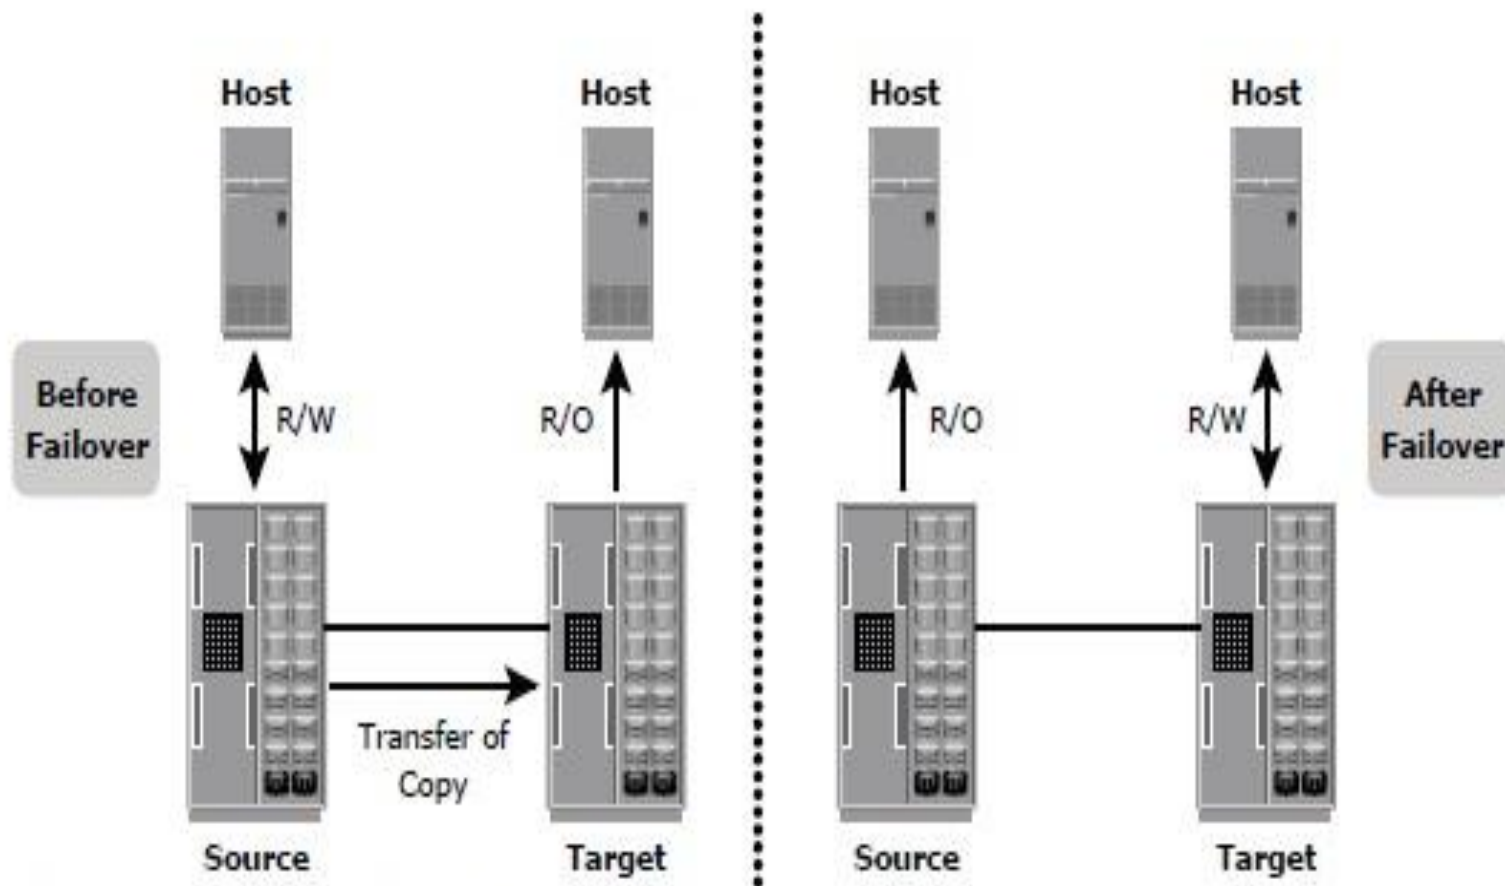 Host
Host
Before
Failover
R/W
R/O
Transfer of
Copy
Source
Target
Host
Host
R/O
R/W
After
Failover
Source
Target